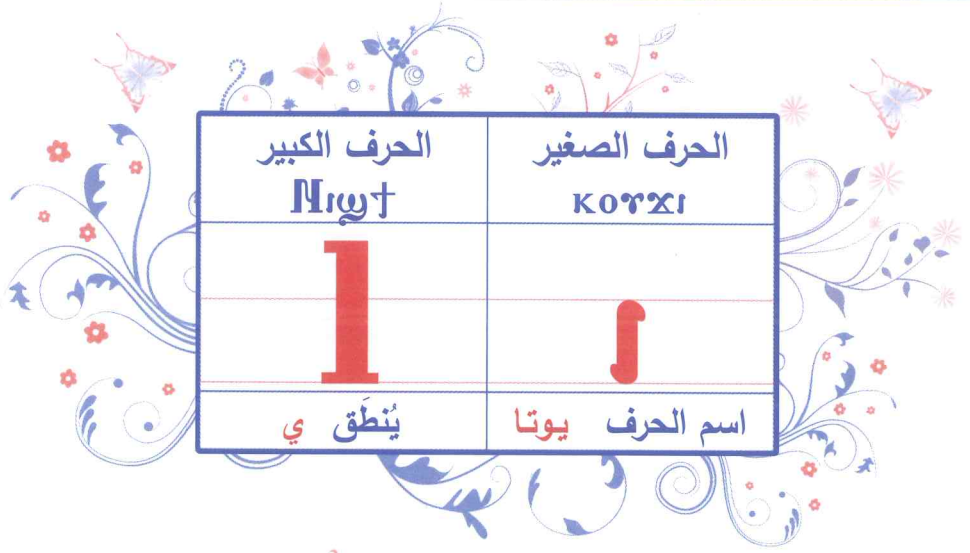 الحرف الصغير
ⲕⲟⲩϫⲓ
الحرف الكبير
Ⲛⲓϣϯ
ⲓ
Ⲓ
اسم الحرف يوتا
يُنطَق ي